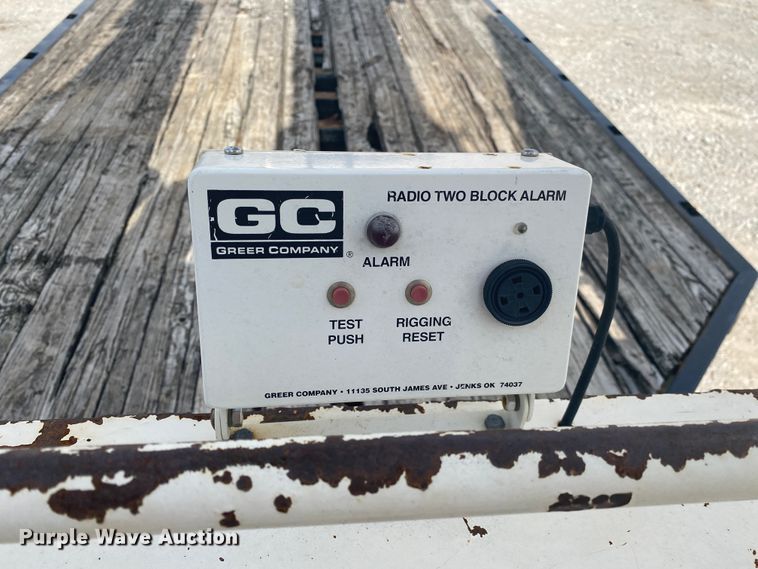 GC
GREER COMPANY
®
RADIO TWO BLOCK ALARM
ALARM
TEST
PUSH
RIGGING
RESET
GREER COMPANY • 11135 SOUTH JAMES AVE • JENKS OK 74037
Purple Wave Auction